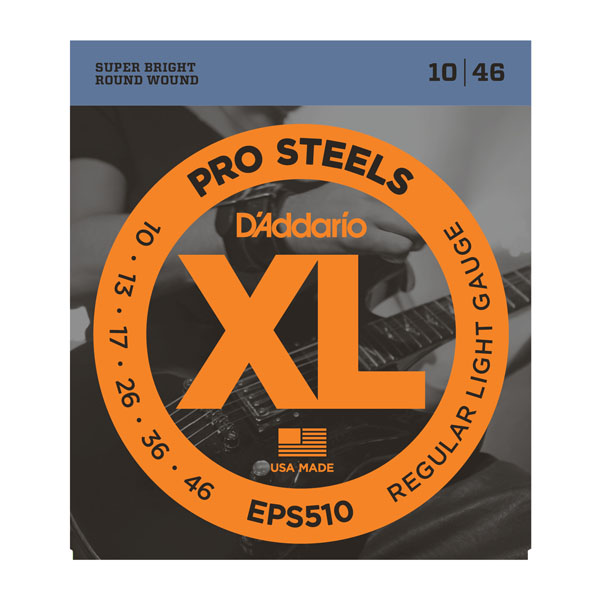 SUPER BRIGHT
ROUND WOUND
10|46
PRO STEELS
D'Addario
XL
10 · 13 · 17 · 26 · 36 · 46
REGULAR LIGHT GAUGE
USA MADE
EPS510